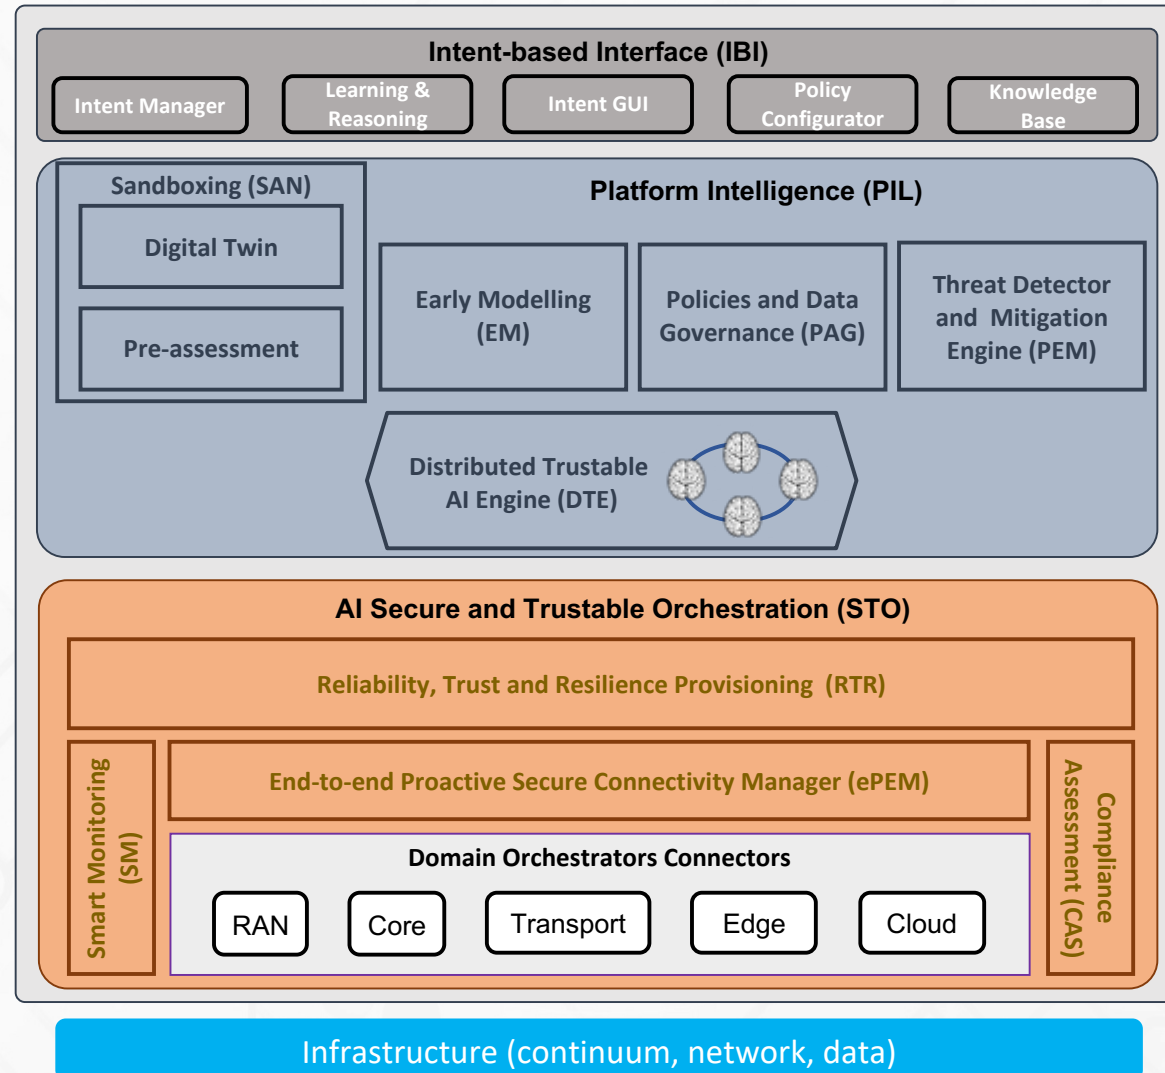 Intent-based Interface (IBI)
Intent Manager
Learning &
Reasoning
Intent GUI
Policy
Configurator
Knowledge
Base
Sandboxing (SAN)
Digital Twin
Pre-assessment
Platform Intelligence (PIL)
Early Modelling
(EM)
Policies and Data
Governance (PAG)
Threat Detector
and Mitigation
Engine (PEM)
Distributed Trustable
AI Engine (DTE)
AI Secure and Trustable Orchestration (STO)
Reliability, Trust and Resilience Provisioning (RTR)
Smart Monitoring
(SM)
End-to-end Proactive Secure Connectivity Manager (ePEM)
Domain Orchestrators Connectors
RAN
Core
Transport
Edge
Cloud
Compliance
Assessment (CAS)
Infrastructure (continuum, network, data)